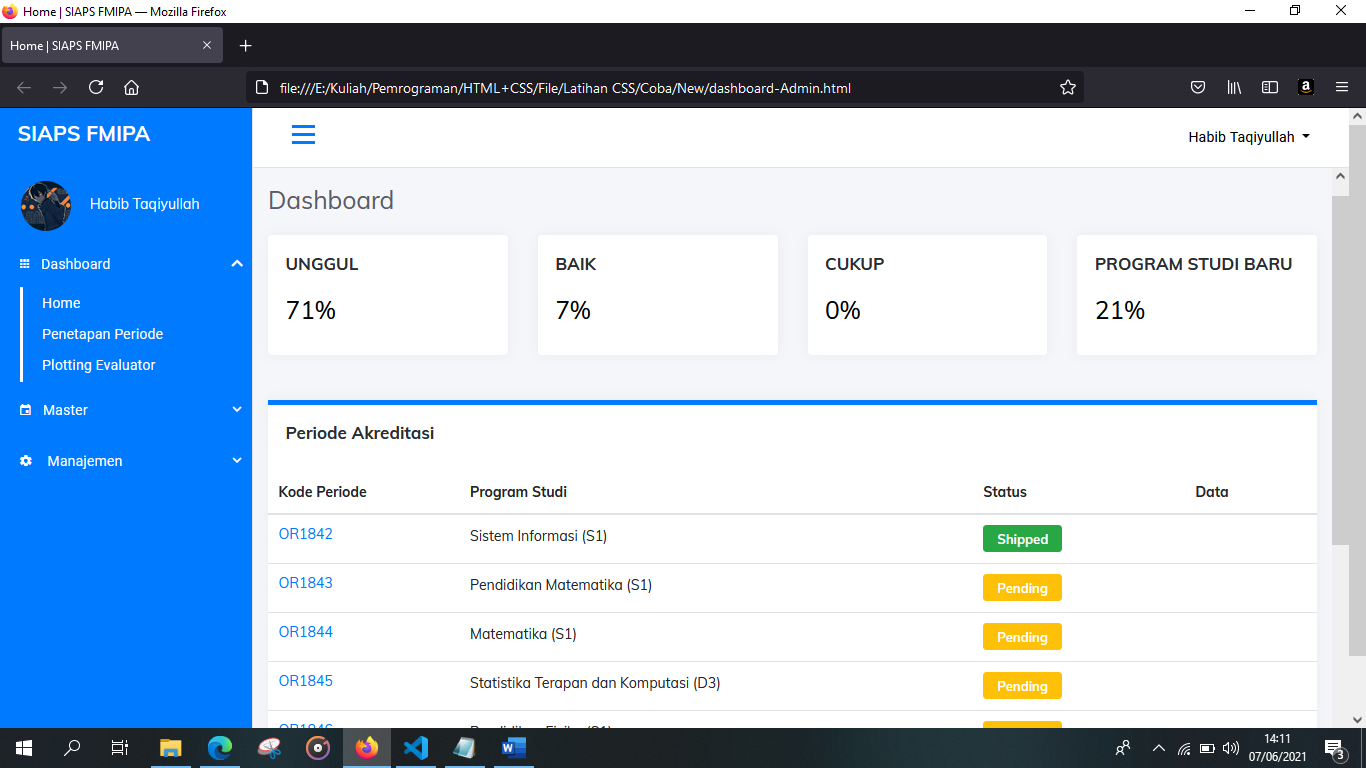 Home | SIAPS FMIPA — Mozilla Firefox
Home | SIAPS FMIPA
file:///E:/Kuliah/Pemrograman/HTML+CSS/File/Latihan CSS/Coba/New/dashboard-Admin.html
SIAPS FMIPA
Habib Taqiyullah
Habib Taqiyullah
Dashboard
Home
Penetapan Periode
Plotting Evaluator
Master
Manajemen
Dashboard
UNGGUL
71%
BAIK
7%
CUKUP
0%
PROGRAM STUDI BARU
21%
Periode Akreditasi
Kode Periode Program Studi Status Data
OR1842 Sistem Informasi (S1) Shipped
OR1843 Pendidikan Matematika (S1) Pending
OR1844 Matematika (S1) Pending
OR1845 Statistika Terapan dan Komputasi (D3) Pending
14:11
07/06/2021
3